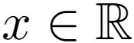 x ∈ ℝ